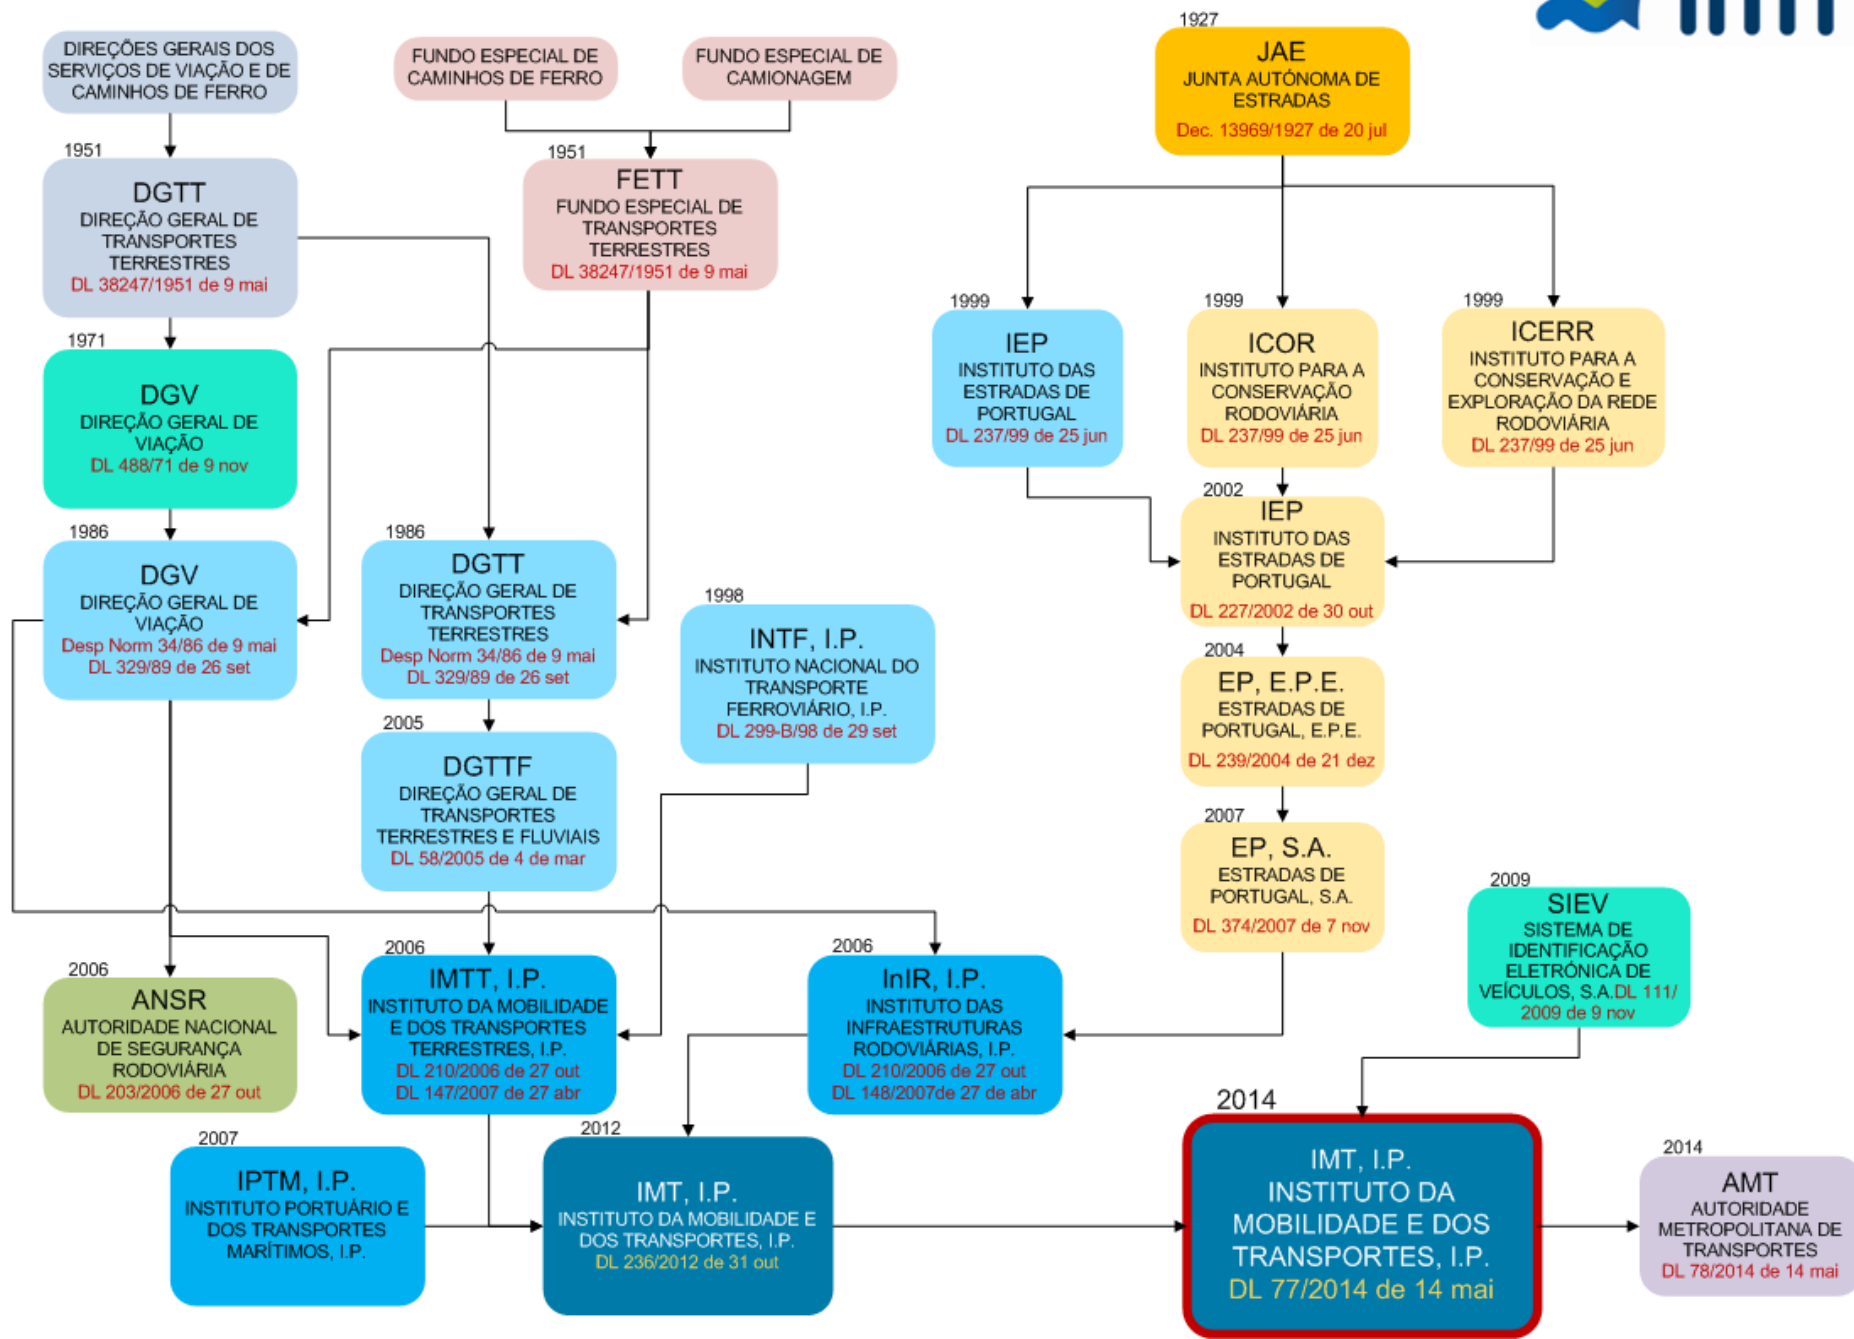 DIREÇÕES GERAIS DOS
SERVIÇOS DE VIAÇÃO E DE
CAMINHOS DE FERRO
FUNDO ESPECIAL DE
CAMINHOS DE FERRO
FUNDO ESPECIAL DE
CAMIONAGEM
1927
JAE
JUNTA AUTÓNOMA DE
ESTRADAS
Dec. 13969/1927 de 20 jul
1951
DGTT
DIREÇÃO GERAL DE
TRANSPORTES
TERRESTRES
DL 38247/1951 de 9 mai
1951
FETT
FUNDO ESPECIAL DE
TRANSPORTES
TERRESTRES
DL 38247/1951 de 9 mai
1971
DGV
DIREÇÃO GERAL DE
VIAÇÃO
DL 488/71 de 9 nov
1999
IEP
INSTITUTO DAS
ESTRADAS DE
PORTUGAL
DL 237/99 de 25 jun
1999
ICOR
INSTITUTO PARA A
CONSERVAÇÃO
RODOVIÁRIA
DL 237/99 de 25 jun
1999
ICERR
INSTITUTO PARA A
CONSERVAÇÃO E
EXPLORAÇÃO DA REDE
RODOVIÁRIA
DL 237/99 de 25 jun
1986
DGV
DIREÇÃO GERAL DE
VIAÇÃO
Desp Norm 34/86 de 9 mai
DL 329/89 de 26 set
1986
DGTT
DIREÇÃO GERAL DE
TRANSPORTES
TERRESTRES
Desp Norm 34/86 de 9 mai
DL 329/89 de 26 set
1998
INTF, I.P.
INSTITUTO NACIONAL DO
TRANSPORTE
FERROVIÁRIO, I.P.
DL 299-B/98 de 29 set
2002
IEP
INSTITUTO DAS
ESTRADAS DE
PORTUGAL
DL 227/2002 de 30 out
2004
EP, E.P.E.
ESTRADAS DE
PORTUGAL, E.P.E.
DL 239/2004 de 21 dez
2005
DGTTF
DIREÇÃO GERAL DE
TRANSPORTES
TERRESTRES E FLUVIAIS
DL 58/2005 de 4 de mar
2007
EP, S.A.
ESTRADAS DE
PORTUGAL, S.A.
DL 374/2007 de 7 nov
2009
SIEV
SISTEMA DE
IDENTIFICAÇÃO
ELETRÓNICA DE
VEÍCULOS, S.A.DL 111/
2009 de 9 nov
2006
ANSR
AUTORIDADE NACIONAL
DE SEGURANÇA
RODOVIÁRIA
DL 203/2006 de 27 out
2006
IMTT, I.P.
INSTITUTO DA MOBILIDADE
E DOS TRANSPORTES
TERRESTRES, I.P.
DL 210/2006 de 27 out
DL 147/2007 de 27 abr
2006
InIR, I.P.
INSTITUTO DAS
INFRAESTRUTURAS
RODOVIÁRIAS, I.P.
DL 210/2006 de 27 out
DL 148/2007de 27 de abr
2007
IPTM, I.P.
INSTITUTO PORTUÁRIO E
DOS TRANSPORTES
MARÍTIMOS, I.P.
2012
IMT, I.P.
INSTITUTO DA MOBILIDADE E
DOS TRANSPORTES, I.P.
DL 236/2012 de 31 out
2014
IMT, I.P.
INSTITUTO DA
MOBILIDADE E DOS
TRANSPORTES, I.P.
DL 77/2014 de 14 mai
2014
AMT
AUTORIDADE
METROPOLITANA DE
TRANSPORTES
DL 78/2014 de 14 mai